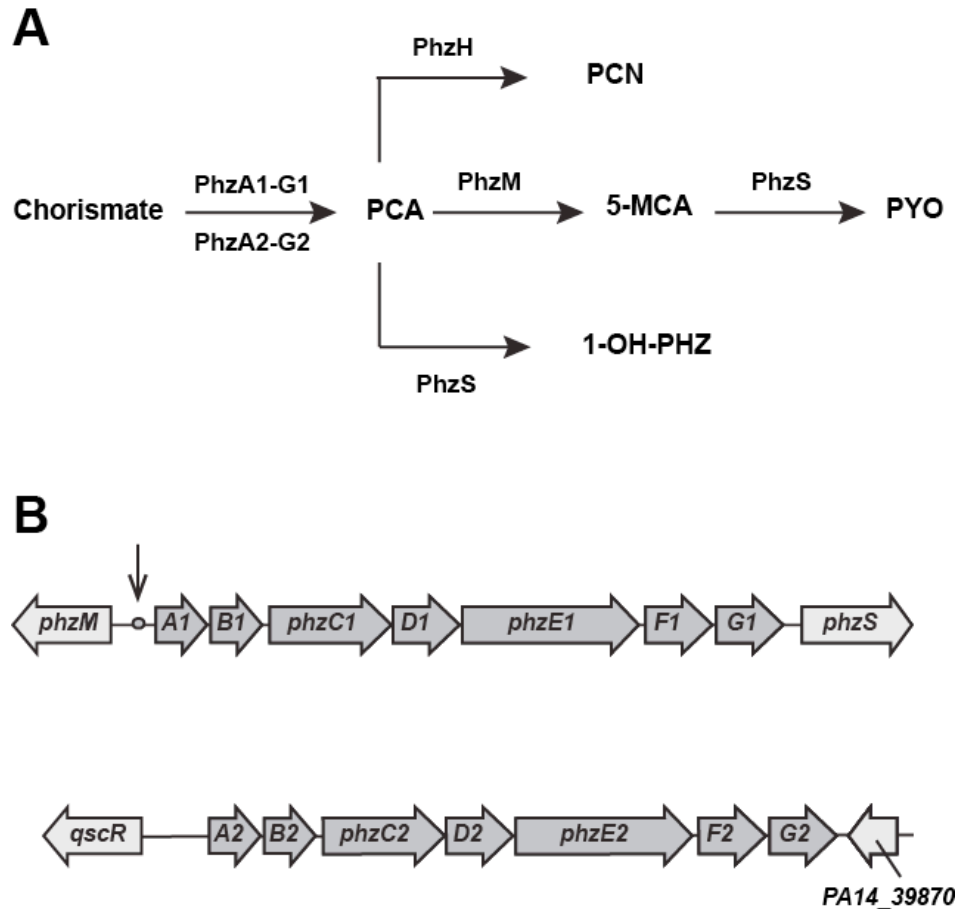 A
PhzH
PCN
Chorismate
PhzA1-G1
PhzA2-G2
PCA
PhzM
5-MCA
PhzS
PYO
1-OH-PHZ
PhzS
B
phzM A1 B1 phzC1 D1 phzE1 F1 G1 phzS
qscR A2 B2 phzC2 D2 phzE2 F2 G2
PA14_39870